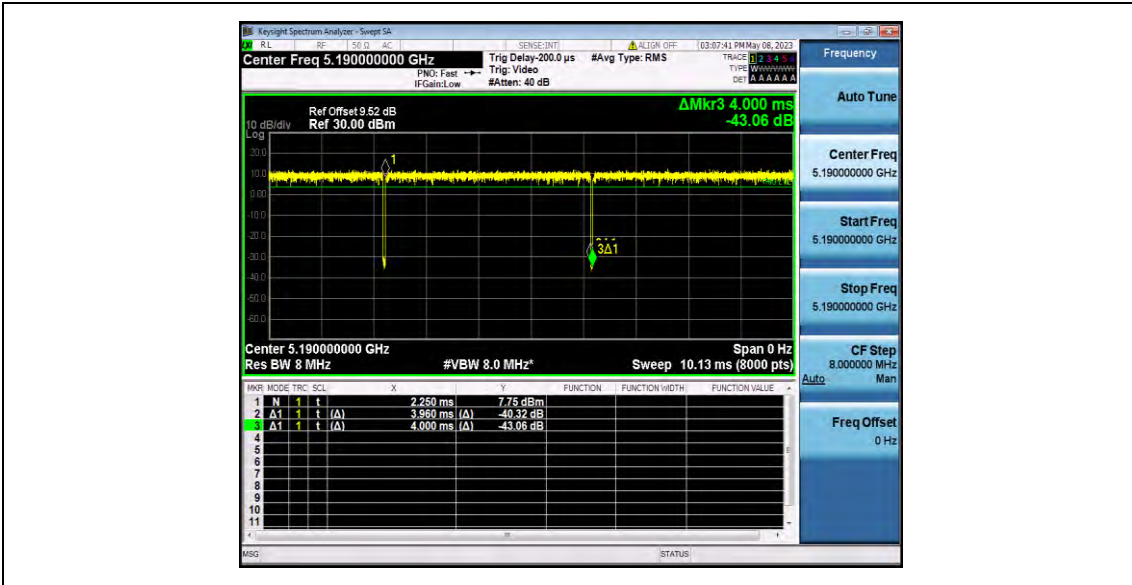 Keysight Spectrum Analyzer - Swept SA
RL RF 50 Ω AC SENSE:INT ALIGN OFF 03:07:41 PM May 08, 2023
Center Freq 5.190000000 GHz
PNO: Fast
IFGain:Low
Trig Delay-200.0 µs
Trig: Video
#Atten: 40 dB
#Avg Type: RMS
TRACE 1 2 3 4 5 6
TYPE
DET A A A A A A
ΔMkr3 4.000 ms
-43.06 dB
Ref Offset 9.52 dB
10 dB/div Ref 30.00 dBm
Log
20.0
10.0
0.00
-10.0
-20.0
-30.0
-40.0
-50.0
-60.0
1
3Δ1
Center 5.190000000 GHz Span 0 Hz
Res BW 8 MHz #VBW 8.0 MHz* Sweep 10.13 ms (8000 pts)
MKR MODE TRC SCL X Y FUNCTION FUNCTION WIDTH FUNCTION VALUE
1 N 1 t 2.250 ms 7.75 dBm
2 Δ1 1 t (Δ) 3.960 ms (Δ) -40.32 dB
3 Δ1 1 t (Δ) 4.000 ms (Δ) -43.06 dB
4
5
6
7
8
9
10
11
MSG STATUS
Frequency
Auto Tune
Center Freq
5.190000000 GHz
Start Freq
5.190000000 GHz
Stop Freq
5.190000000 GHz
CF Step
8.000000 MHz
Auto Man
Freq Offset
0 Hz